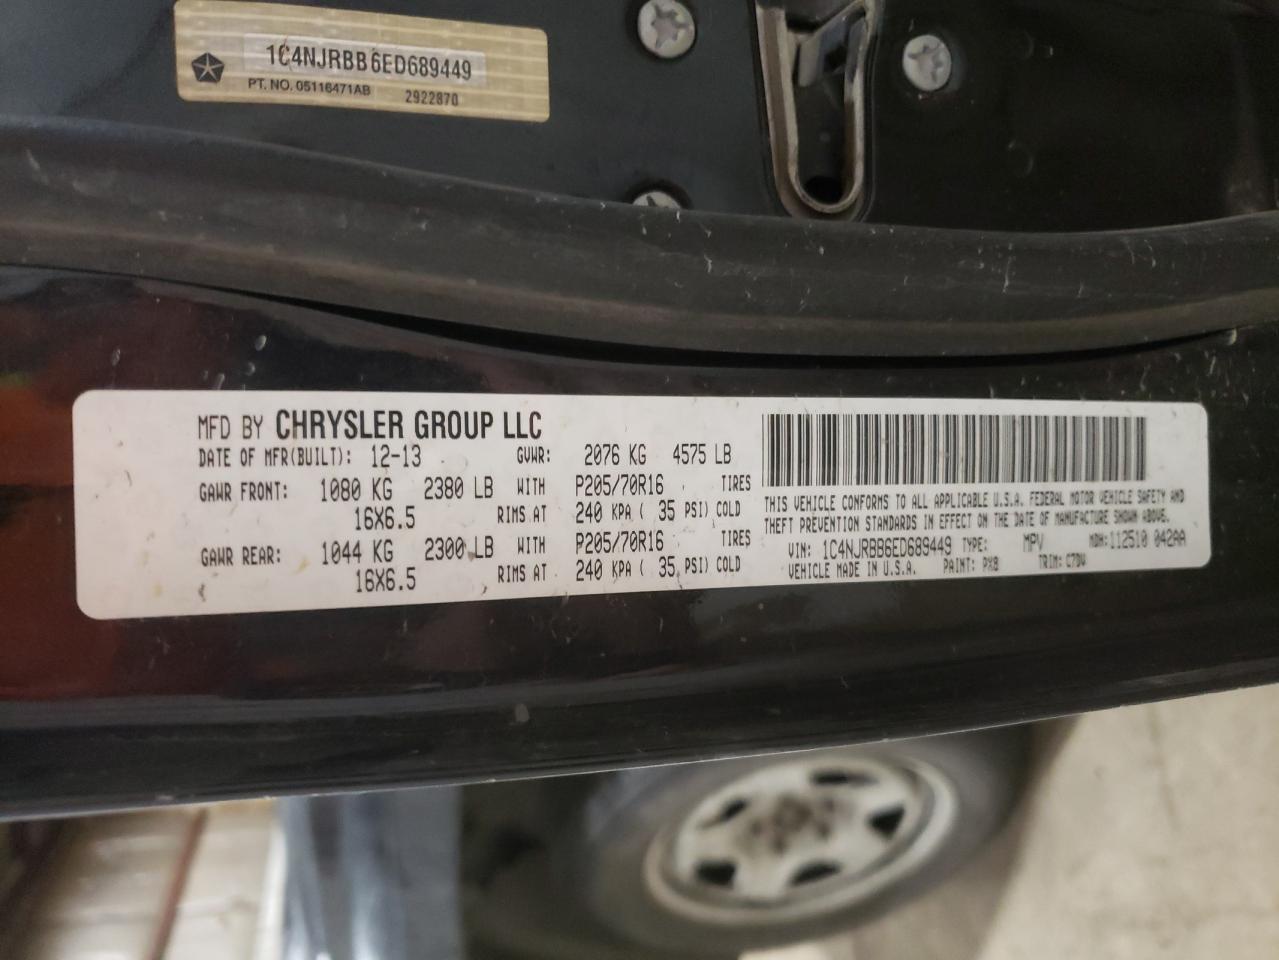 1C4NJRBB6ED689449
PT. NO. 05116471AB 2922870
MFD BY CHRYSLER GROUP LLC
DATE OF MFR(BUILT): 12-13 GVWR: 2076 KG 4575 LB
GAWR FRONT: 1080 KG 2380 LB WITH P205/70R16 TIRES
16X6.5 RIMS AT 240 KPA ( 35 PSI) COLD
GAWR REAR: 1044 KG 2300 LB WITH P205/70R16 TIRES
16X6.5 RIMS AT 240 KPA ( 35 PSI) COLD
THIS VEHICLE CONFORMS TO ALL APPLICABLE U.S.A. FEDERAL MOTOR VEHICLE SAFETY AND
THEFT PREVENTION STANDARDS IN EFFECT ON THE DATE OF MANUFACTURE SHOWN ABOVE.
VIN: 1C4NJRBB6ED689449 TYPE: MPV MDH: 112510 042AA
VEHICLE MADE IN U.S.A. PAINT: PX8 TRIM: C7DV